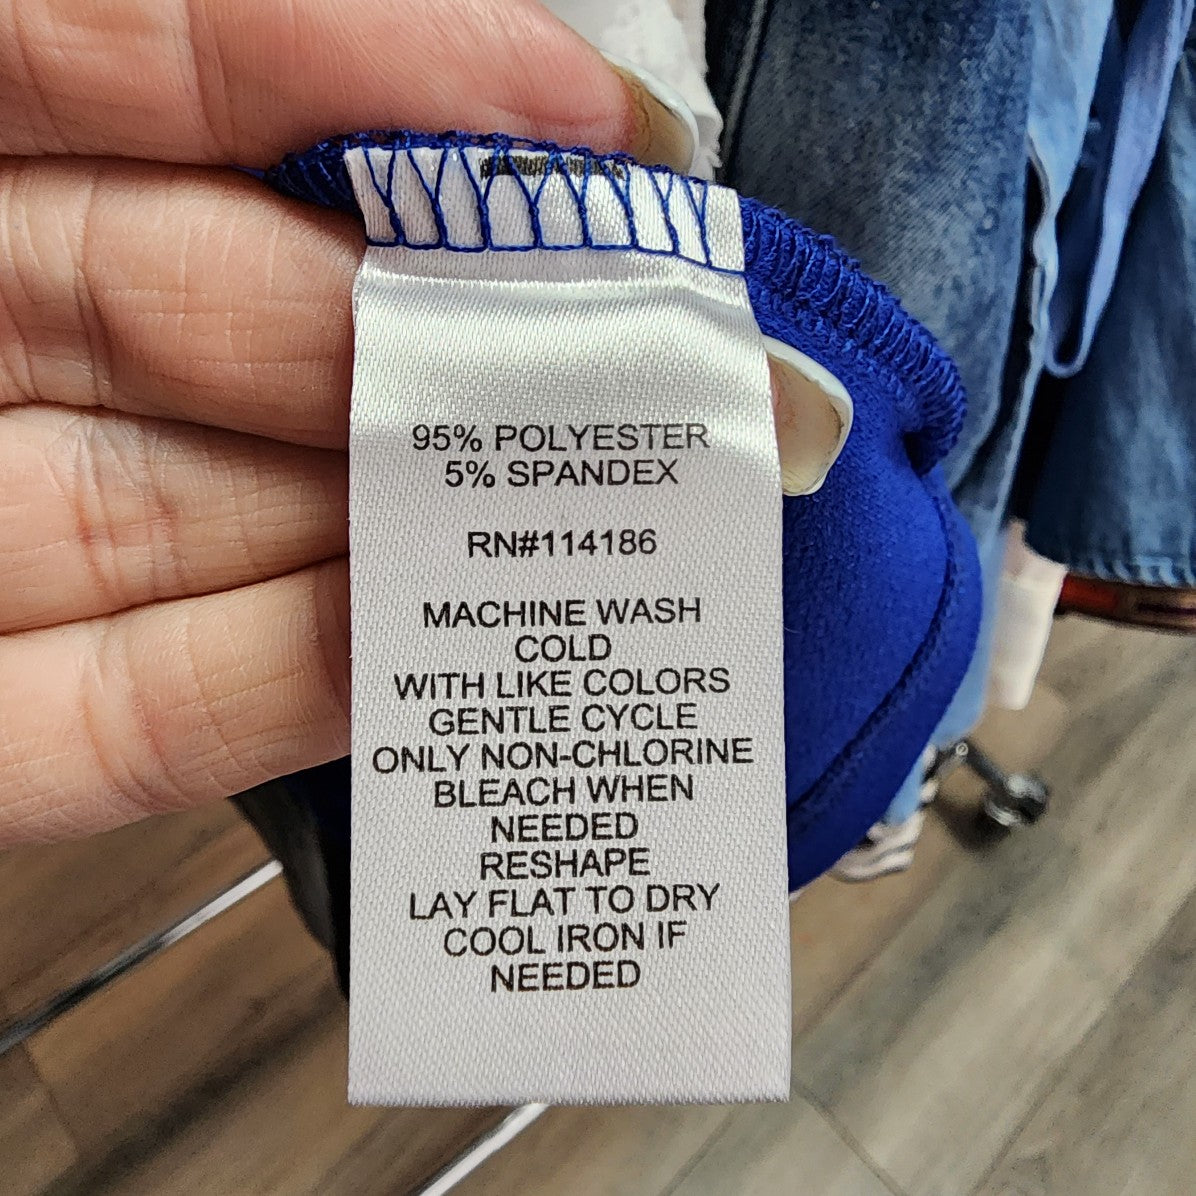 95% POLYESTER
5% SPANDEX
RN#114186
MACHINE WASH
COLD
WITH LIKE COLORS
GENTLE CYCLE
ONLY NON-CHLORINE
BLEACH WHEN
NEEDED
RESHAPE
LAY FLAT TO DRY
COOL IRON IF
NEEDED